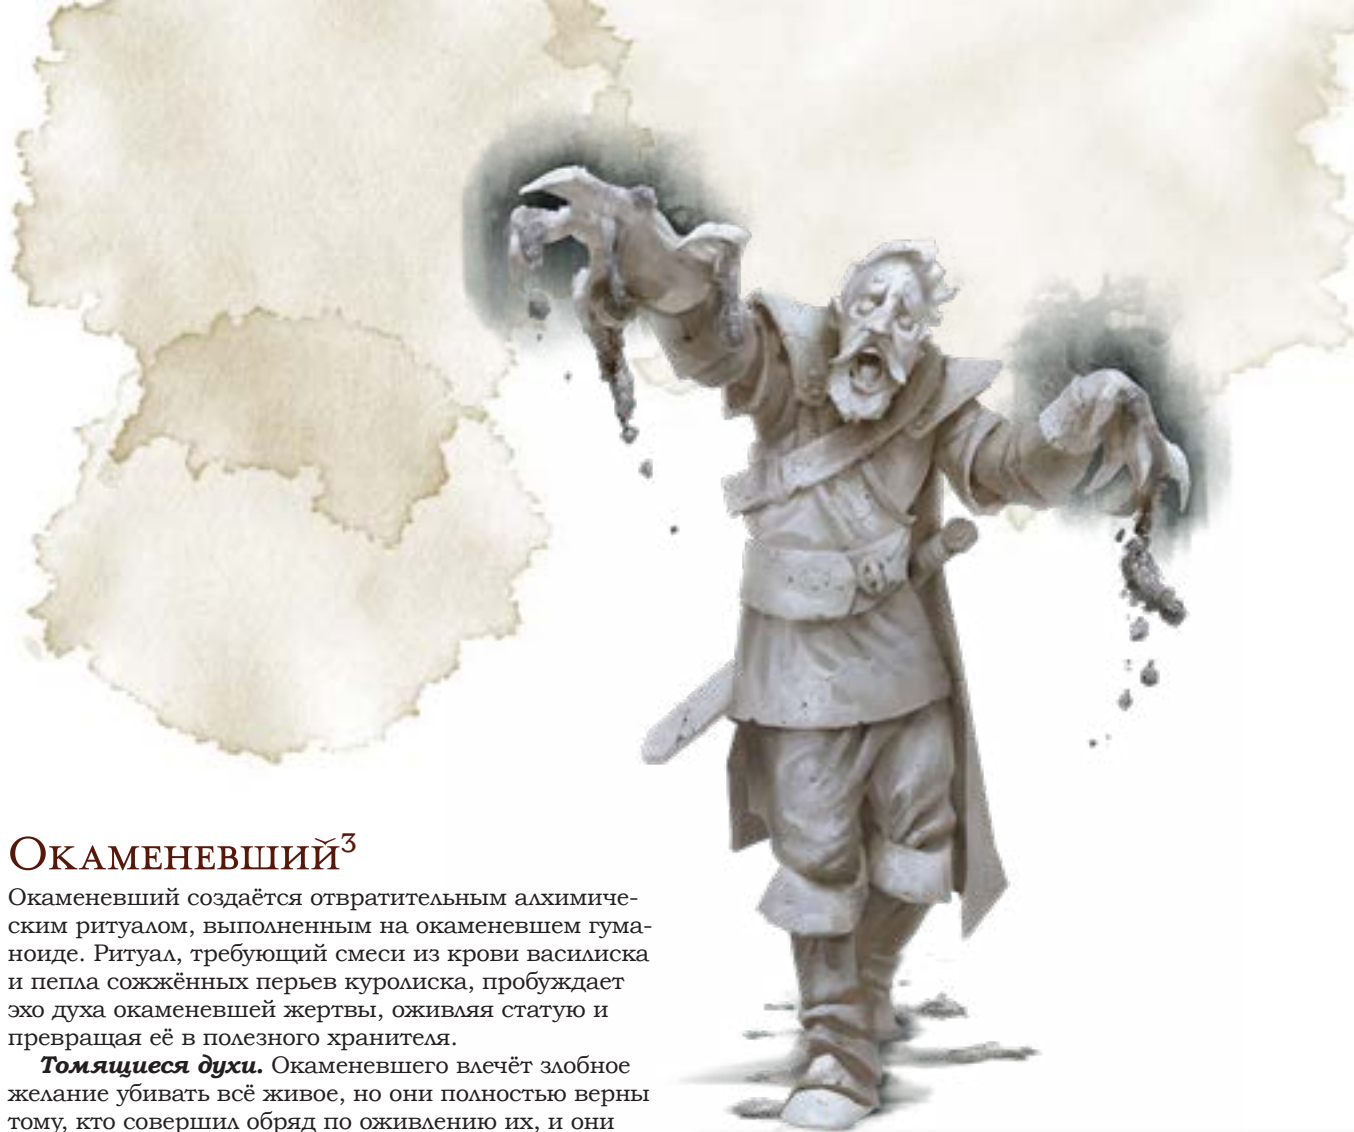 Окаменевший³
Окаменевший создаётся отвратительным алхимиче-
ским ритуалом, выполненным на окаменевшем гума-
ноиде. Ритуал, требующий смеси из крови василиска
и пепла сожжённых перьев куролиска, пробуждает
эхо духа окаменевшей жертвы, оживляя статую и
превращая её в полезного хранителя.
Томящиеся духи. Окаменевшего влечёт злобное
желание убивать всё живое, но они полностью верны
тому, кто совершил обряд по оживлению их, и они